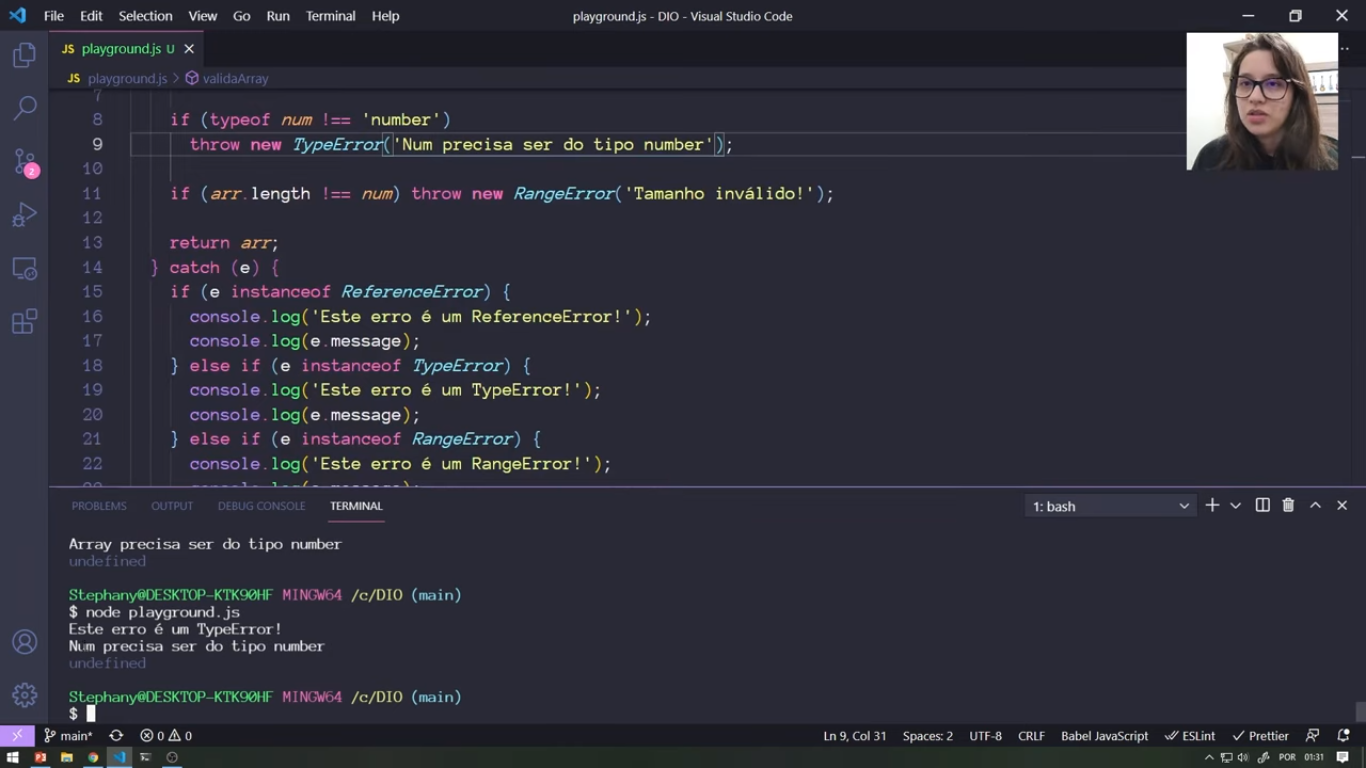 File Edit Selection View Go Run Terminal Help playground.js - DIO - Visual Studio Code
JS playground.js U
JS playground.js > validaArray
7
8 if (typeof num !== 'number')
9 throw new TypeError('Num precisa ser do tipo number');
10
11 if (arr.length !== num) throw new RangeError('Tamanho inválido!');
12
13 return arr;
14 } catch (e) {
15 if (e instanceof ReferenceError) {
16 console.log('Este erro é um ReferenceError!');
17 console.log(e.message);
18 } else if (e instanceof TypeError) {
19 console.log('Este erro é um TypeError!');
20 console.log(e.message);
21 } else if (e instanceof RangeError) {
22 console.log('Este erro é um RangeError!');
2
PROBLEMS OUTPUT DEBUG CONSOLE TERMINAL 1: bash
Array precisa ser do tipo number
undefined
Stephany@DESKTOP-KTK90HF MINGW64 /c/DIO (main)
$ node playground.js
Este erro é um TypeError!
Num precisa ser do tipo number
undefined
Stephany@DESKTOP-KTK90HF MINGW64 /c/DIO (main)
$
main* 0 0 Ln 9, Col 31 Spaces: 2 UTF-8 CRLF Babel JavaScript ESLint Prettier
POR 01:31